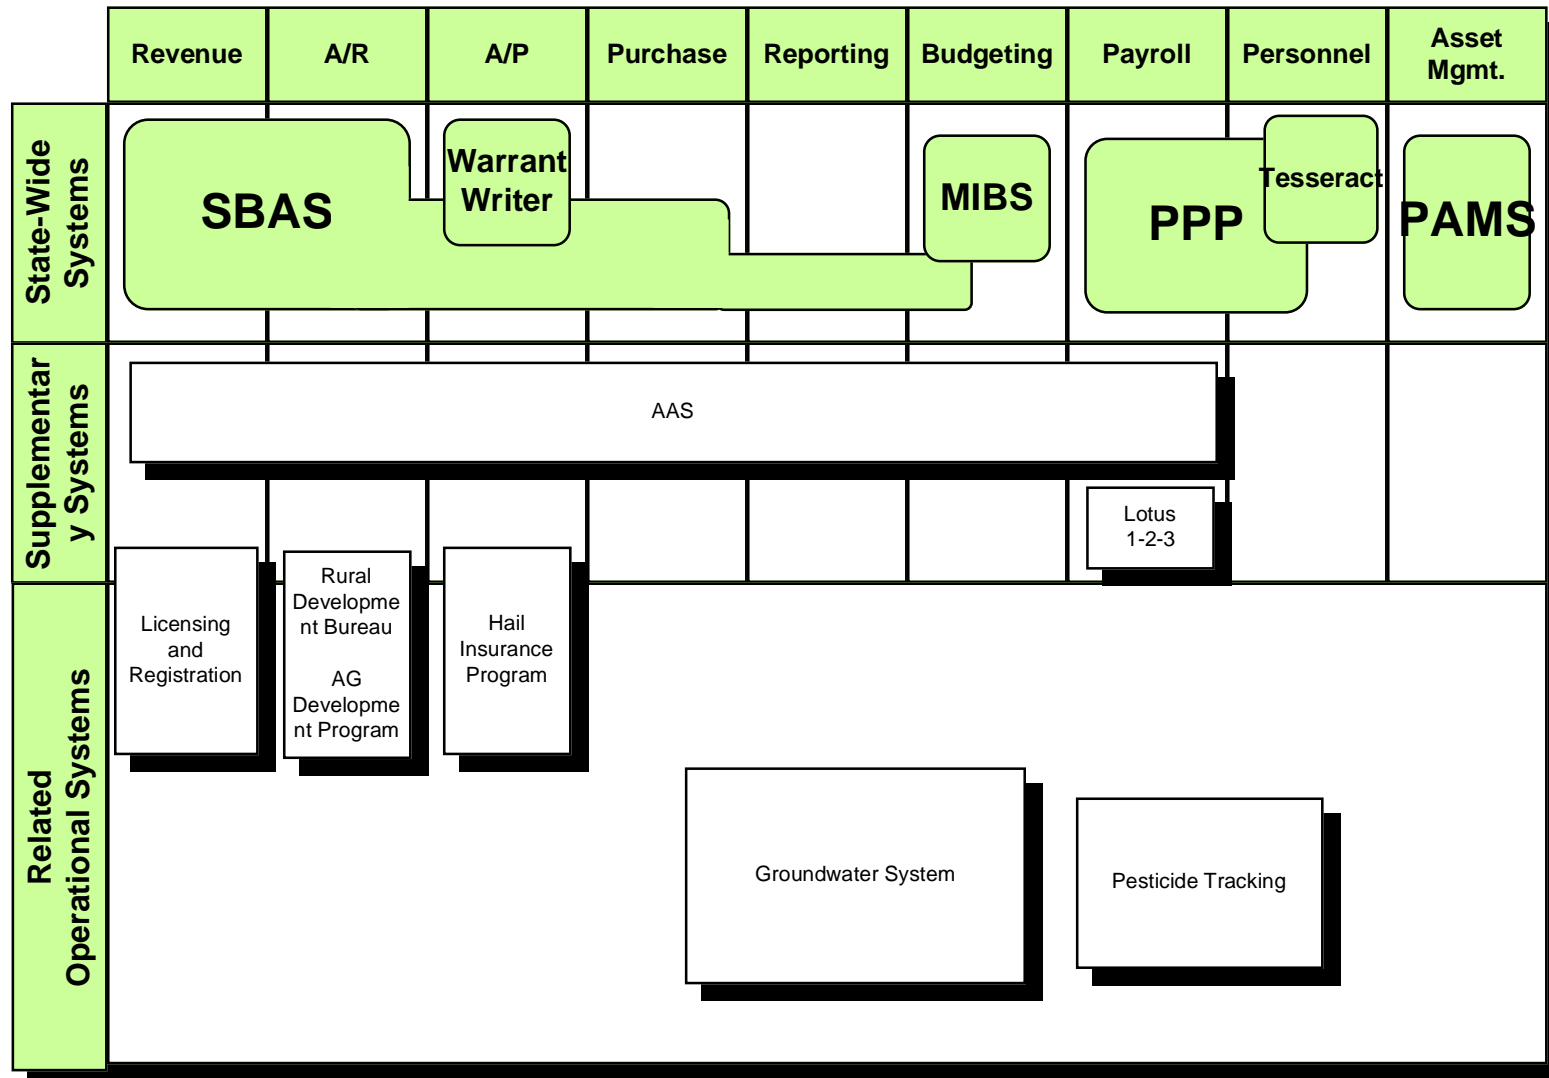 Revenue
A/R
A/P
Purchase
Reporting
Budgeting
Payroll
Personnel
Asset
Mgmt.
State-Wide
Systems
SBAS
Warrant
Writer
MIBS
PPP
Tesseract
PAMS
Supplementar
y Systems
AAS
Lotus
1-2-3
Related
Operational Systems
Licensing
and
Registration
Rural
Developme
nt Bureau
AG
Developme
nt Program
Hail
Insurance
Program
Groundwater System
Pesticide Tracking